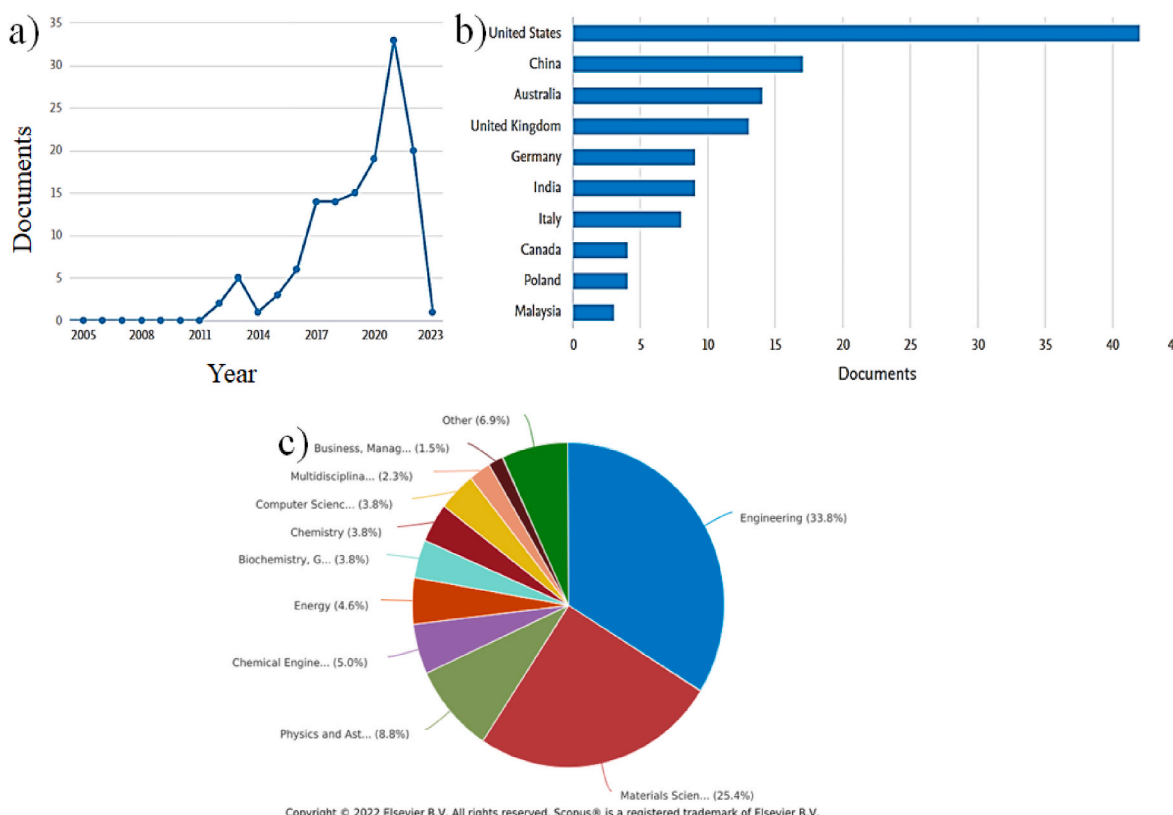 a)
35
30
25
20
15
10
5
0
Documents
2005
2008
2011
2014
2017
2020
2023
Year
b)
United States
China
Australia
United Kingdom
Germany
India
Italy
Canada
Poland
Malaysia
0
5
10
15
20
25
30
35
40
4
Documents
c)
Other (6.9%)
Business, Manag... (1.5%)
Multidisciplina... (2.3%)
Computer Scienc... (3.8%)
Chemistry (3.8%)
Biochemistry, G... (3.8%)
Energy (4.6%)
Chemical Engine... (5.0%)
Physics and Ast... (8.8%)
Engineering (33.8%)
Materials Scien... (25.4%)
Copyright © 2022 Elsevier B.V. All rights reserved. Scopus® is a registered trademark of Elsevier B.V.